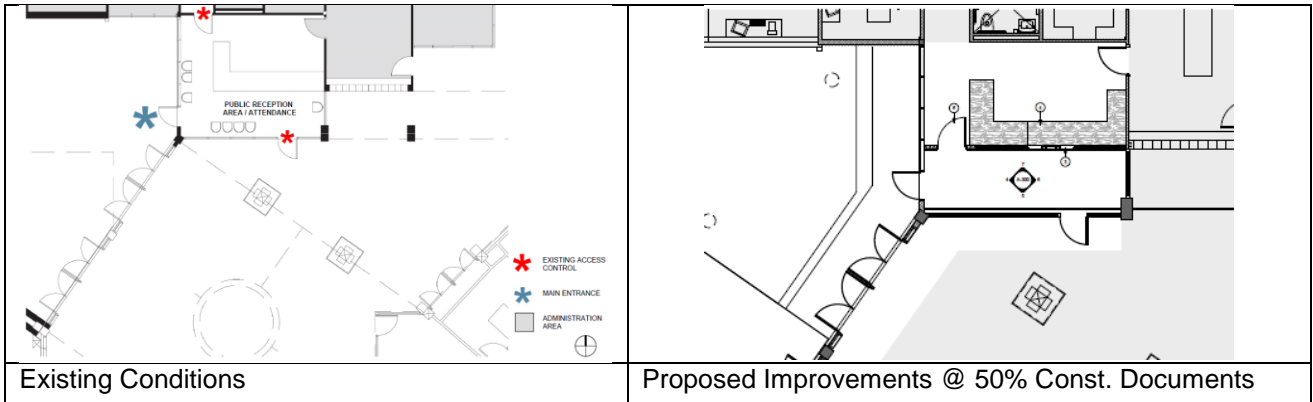 PUBLIC RECEPTION
AREA / ATTENDANCE
EXISTING ACCESS
CONTROL
MAIN ENTRANCE
ADMINISTRATION
AREA
Existing Conditions
Proposed Improvements @ 50% Const. Documents